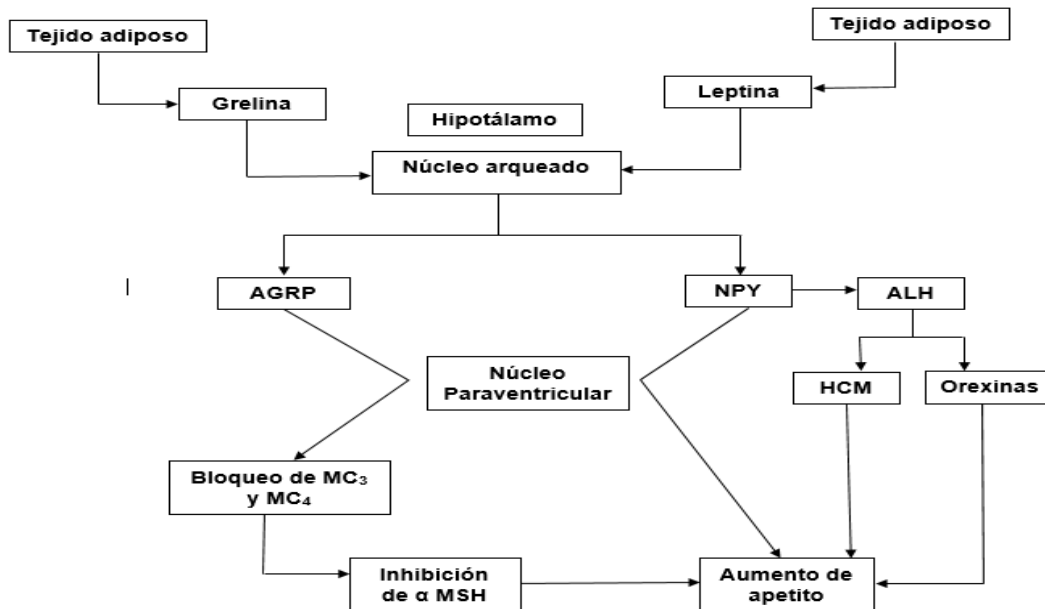 Tejido adiposo
Tejido adiposo
Grelina
Leptina
Hipotálamo
Núcleo arqueado
AGRP
NPY
ALH
Núcleo
Paraventricular
HCM
Orexinas
Bloqueo de MC₃
y MC₄
Inhibición
de α MSH
Aumento de
apetito